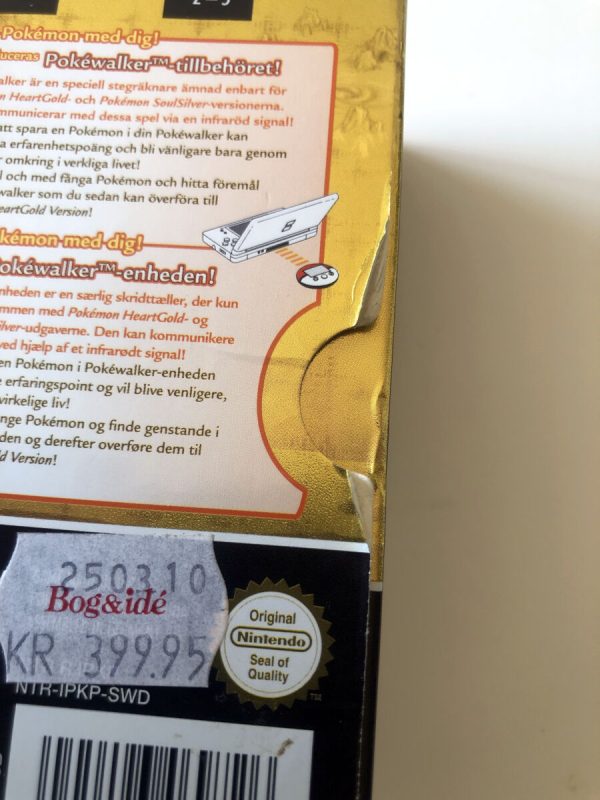 2-5
Pokémon med dig!
uceras Pokéwalker™-tillbehöret!
alker är en speciell stegräknare ämnad enbart för
n HeartGold- och Pokémon SoulSilver-versionerna.
mmunicerar med dessa spel via en infraröd signal!
att spara en Pokémon i din Pokéwalker kan
a erfarenhetspoäng och bli vänligare bara genom
r omkring i verkliga livet!
l och med fånga Pokémon och hitta föremål
walker som du sedan kan överföra till
eartGold Version!
kémon med dig!
okéwalker™-enheden!
nheden er en særlig skridttæller, der kun
mmen med Pokémon HeartGold- og
ilver-udgaverne. Den kan kommunikere
ved hjælp af et infrarødt signal!
en Pokémon i Pokéwalker-enheden
e erfaringspoint og vil blive venligere,
virkelige liv!
nge Pokémon og finde genstande i
den og derefter overføre dem til
d Version!
250310
Bog&idé
KR 399.95
Original
Nintendo
Seal of
Quality
TM
NTR-IPKP-SWD